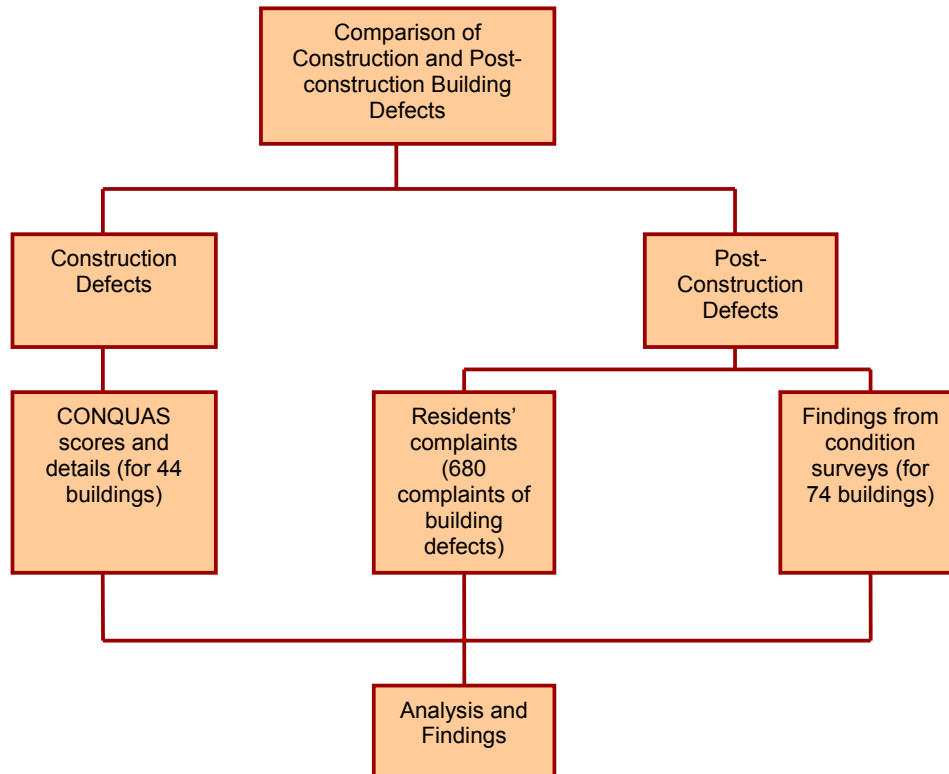 Comparison of
Construction and Post-
construction Building
Defects
Construction
Defects
Post-
Construction
Defects
CONQUAS
scores and
details (for 44
buildings)
Residents’
complaints
(680
complaints of
building
defects)
Findings from
condition
surveys (for
74 buildings)
Analysis and
Findings